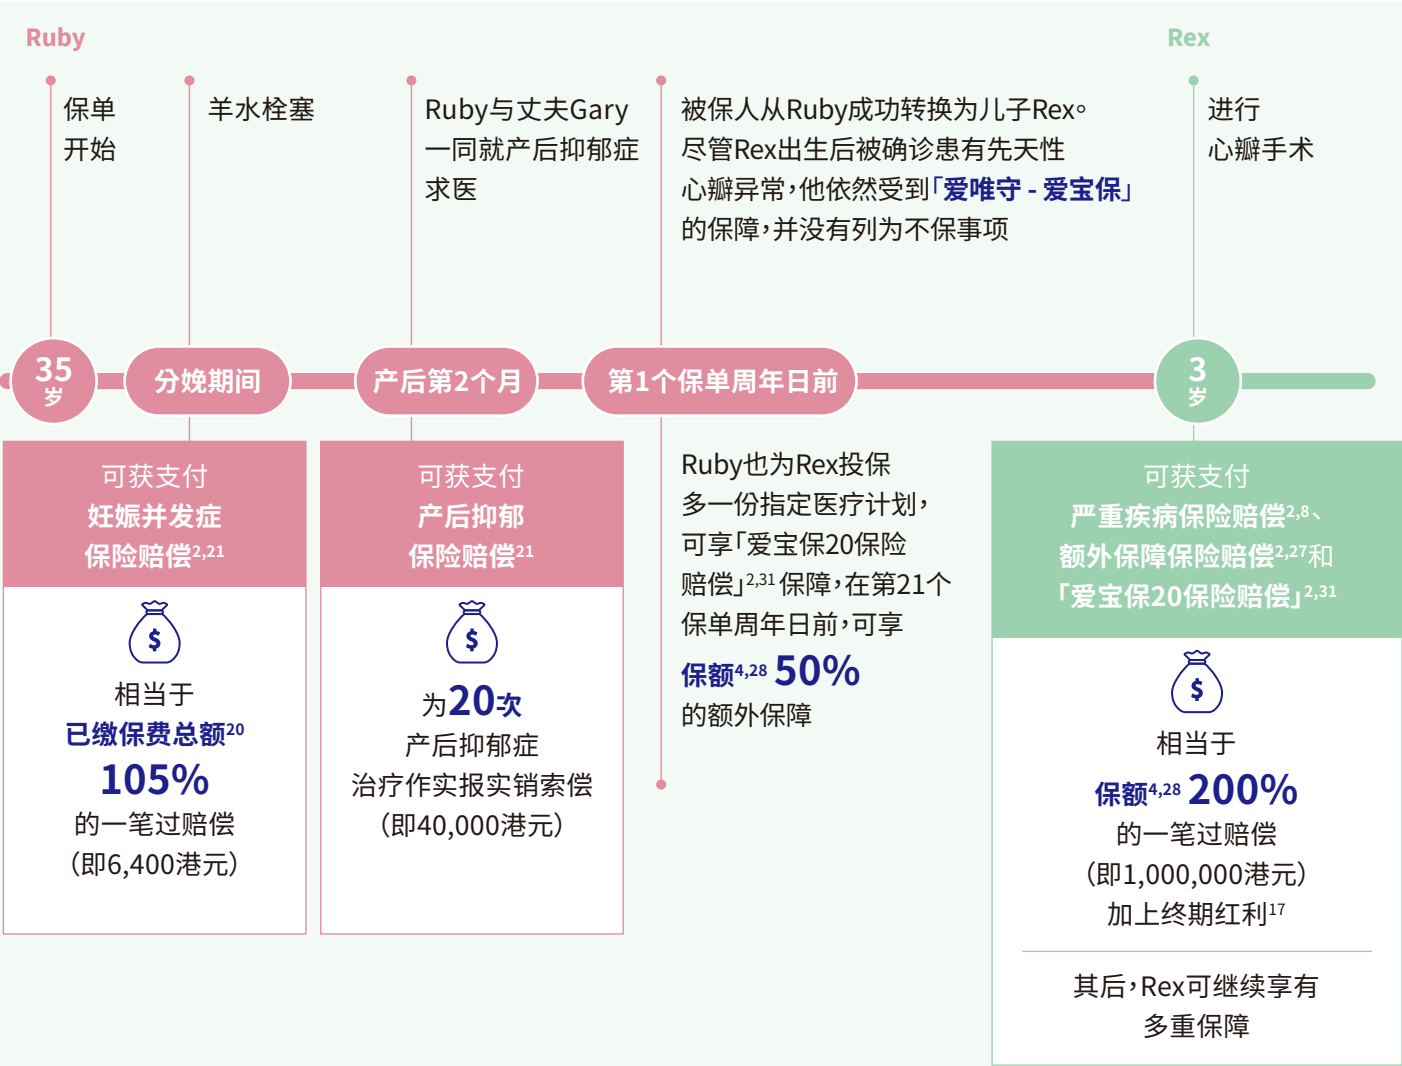 Ruby
Rex
保单
开始
羊水栓塞
Ruby与丈夫Gary
一同就产后抑郁症
求医
被保人从Ruby成功转换为儿子Rex。
尽管Rex出生后被确诊患有先天性
心瓣异常，他依然受到「爱唯守 - 爱宝保」
的保障，并没有列为不保事项
进行
心瓣手术
35
岁
分娩期间
产后第2个月
第1个保单周年日前
3
岁
可获支付
妊娠并发症
保险赔偿2,21
$
相当于
已缴保费总额20
105%
的一笔过赔偿
（即6,400港元）
可获支付
产后抑郁
保险赔偿21
$
为20次
产后抑郁症
治疗作实报实销索偿
（即40,000港元）
Ruby也为Rex投保
多一份指定医疗计划，
可享「爱宝保20保险
赔偿」2,31 保障，在第21个
保单周年日前，可享
保额4,28 50%
的额外保障
可获支付
严重疾病保险赔偿2,8、
额外保障保险赔偿2,27和
「爱宝保20保险赔偿」2,31
$
相当于
保额4,28 200%
的一笔过赔偿
（即1,000,000港元）
加上终期红利17
其后，Rex可继续享有
多重保障